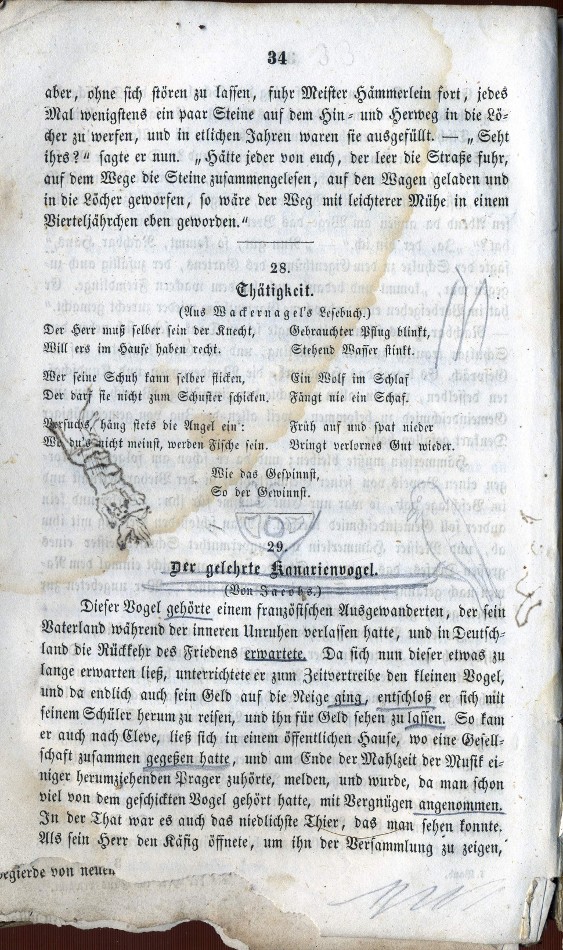 34
aber, ohne sich stören zu lassen, fuhr Meister Hämmerlein fort, jedes
Mal wenigstens ein paar Steine auf dem Hin- und Herweg in die Lö-
cher zu werfen, und in etlichen Jahren waren sie ausgefüllt. — „Seht
ihrs?“ sagte er nun. „Hätte jeder von euch, der leer die Straße fuhr,
auf dem Wege die Steine zusammengelesen, auf den Wagen geladen und
in die Löcher geworfen, so wäre der Weg mit leichterer Mühe in einem
Vierteljährchen eben geworden.“
28.
Thätigkeit.
(Aus Wackernagel's Lesebuch.)
Der Herr muß selber sein der Knecht,
Will ers im Hause haben recht.
Wer seine Schuh kann selber flicken,
Der darf sie nicht zum Schuster schicken.
Versuchs, häng stets die Angel ein:
Wo du's nicht meinst, werden Fische sein.
Gebrauchter Pflug blinkt,
Stehend Wasser stinkt.
Ein Wolf im Schlaf
Fängt nie ein Schaf.
Früh auf und spat nieder
Bringt verlornes Gut wieder.
Wie das Gespinnst,
So der Gewinnst.
29.
Der gelehrte Kanarienvogel.
(Von Jacobs.)
Dieser Vogel gehörte einem französischen Ausgewanderten, der sein
Vaterland während der inneren Unruhen verlassen hatte, und in Deutsch-
land die Rückkehr des Friedens erwartete. Da sich nun dieser etwas zu
lange erwarten ließ, unterrichtete er zum Zeitvertreibe den kleinen Vogel,
und da endlich auch sein Geld auf die Neige ging, entschloß er sich mit
seinem Schüler herum zu reisen, und ihn für Geld sehen zu lassen. So kam
er auch nach Cleve, ließ sich in einem öffentlichen Hause, wo eine Gesell-
schaft zusammen gegeßen hatte, und am Ende der Mahlzeit der Musik ei-
niger herumziehenden Prager zuhörte, melden, und wurde, da man schon
viel von dem geschickten Vogel gehört hatte, mit Vergnügen angenommen.
In der That war es auch das niedlichste Thier, das man sehen konnte.
Als sein Herr den Käfig öffnete, um ihn der Versammlung zu zeigen,
egierde von neuen